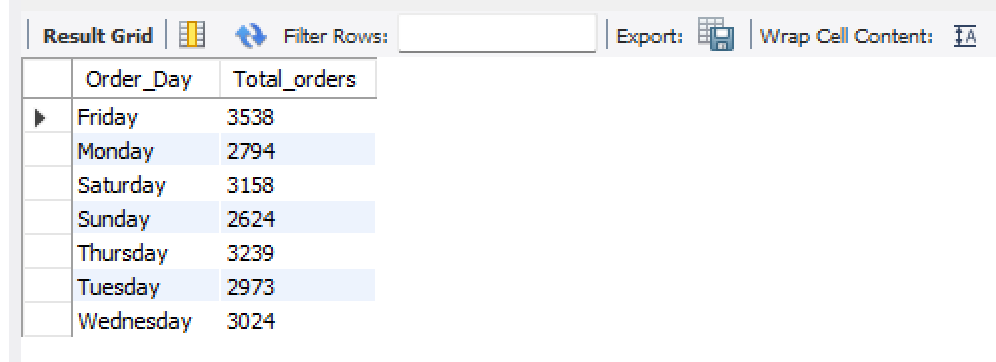 Result Grid Filter Rows: Export: Wrap Cell Content: IA
Order_Day Total_orders
Friday 3538
Monday 2794
Saturday 3158
Sunday 2624
Thursday 3239
Tuesday 2973
Wednesday 3024